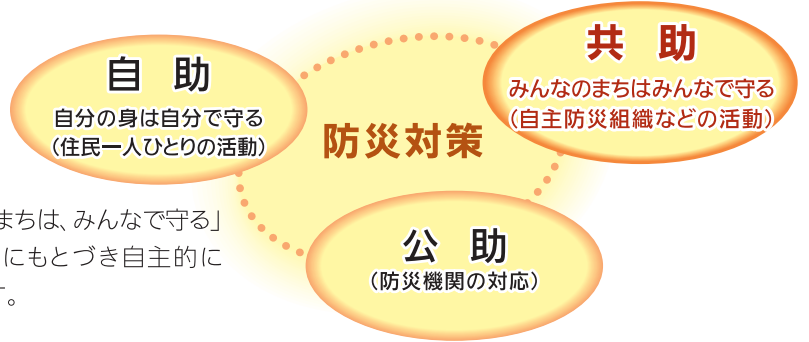 自助
自分の身は自分で守る
（住民一人ひとりの活動）
共助
みんなのまちはみんなで守る
（自主防災組織などの活動）
防災対策
公助
（防災機関の対応）
まちは、みんなで守る」
にもとづき自主的に
す。